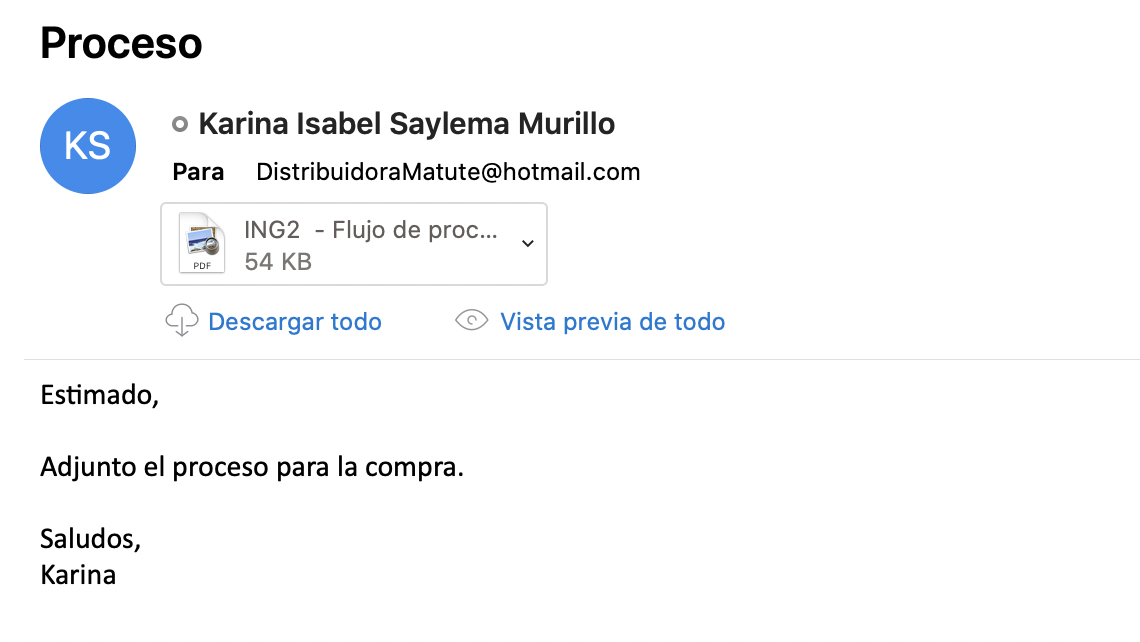 Proceso
KS
Karina Isabel Saylema Murillo
Para DistribuidoraMatute@hotmail.com
ING2 - Flujo de proc...
PDF
54 KB
Descargar todo Vista previa de todo
Estimado,
Adjunto el proceso para la compra.
Saludos,
Karina